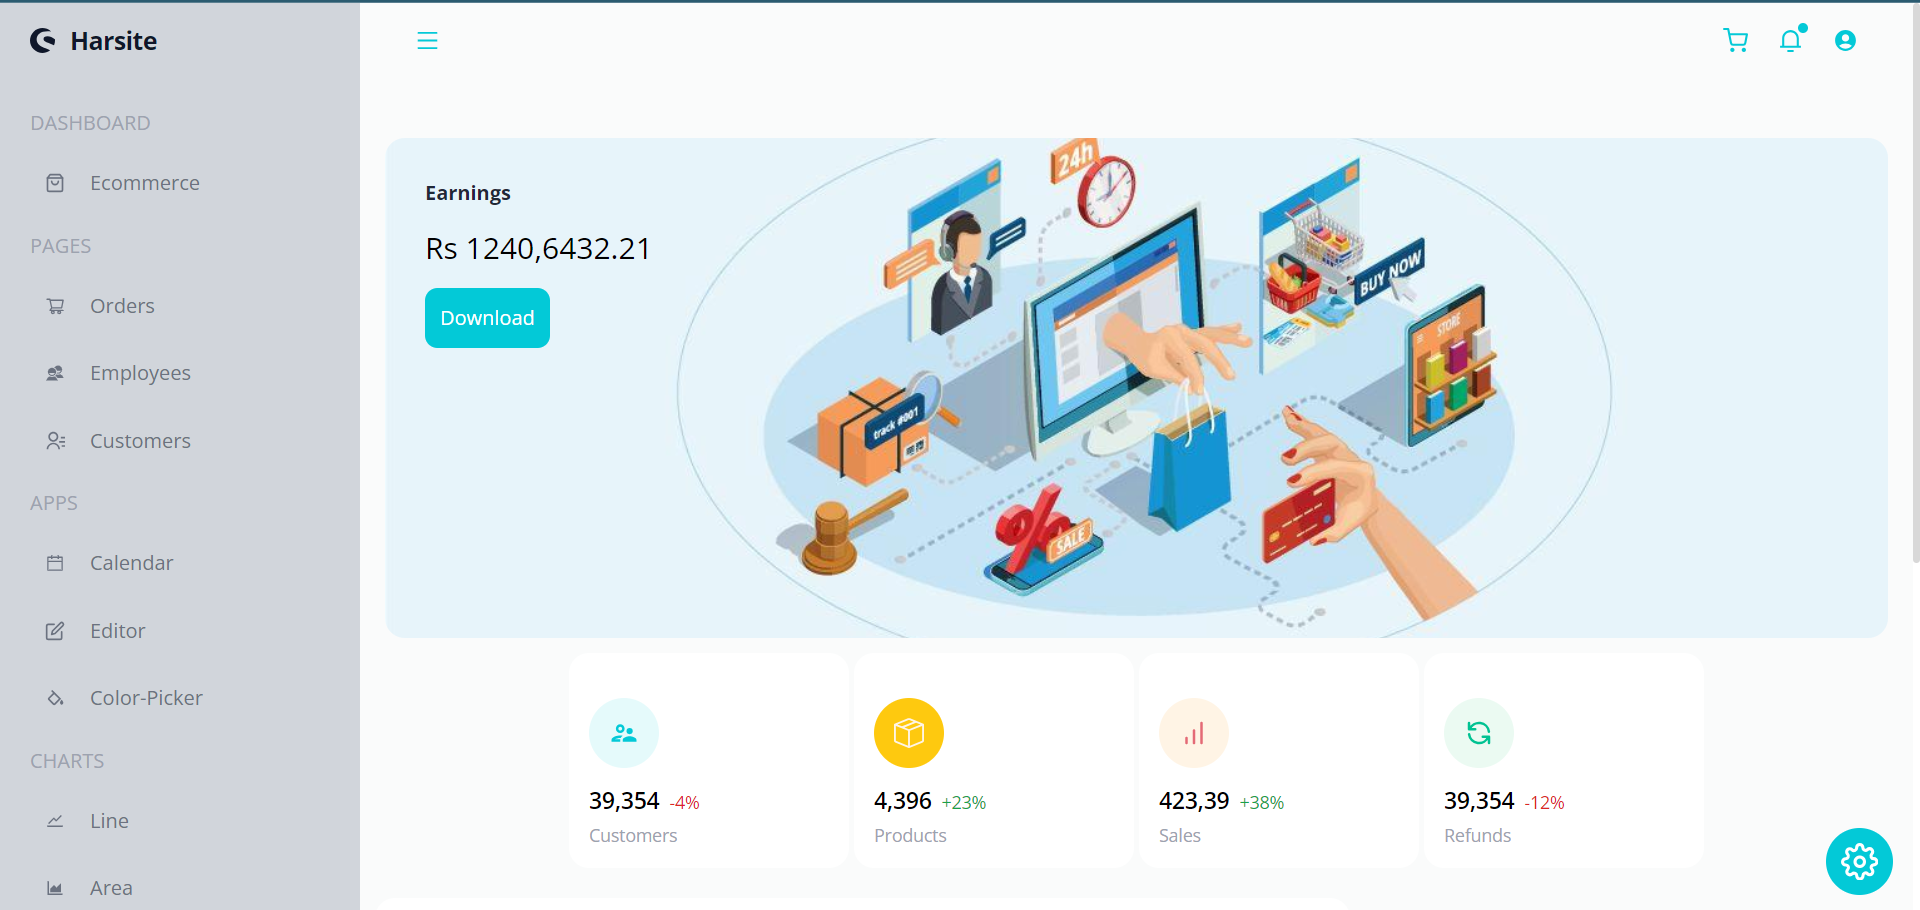 Harsite
DASHBOARD
Ecommerce
PAGES
Orders
Employees
Customers
APPS
Calendar
Editor
Color-Picker
CHARTS
Line
Area
Earnings
Rs 1240,6432.21
Download
24h
BUY NOW
STORE
track #001
SALE
39,354 -4%
Customers
4,396 +23%
Products
423,39 +38%
Sales
39,354 -12%
Refunds